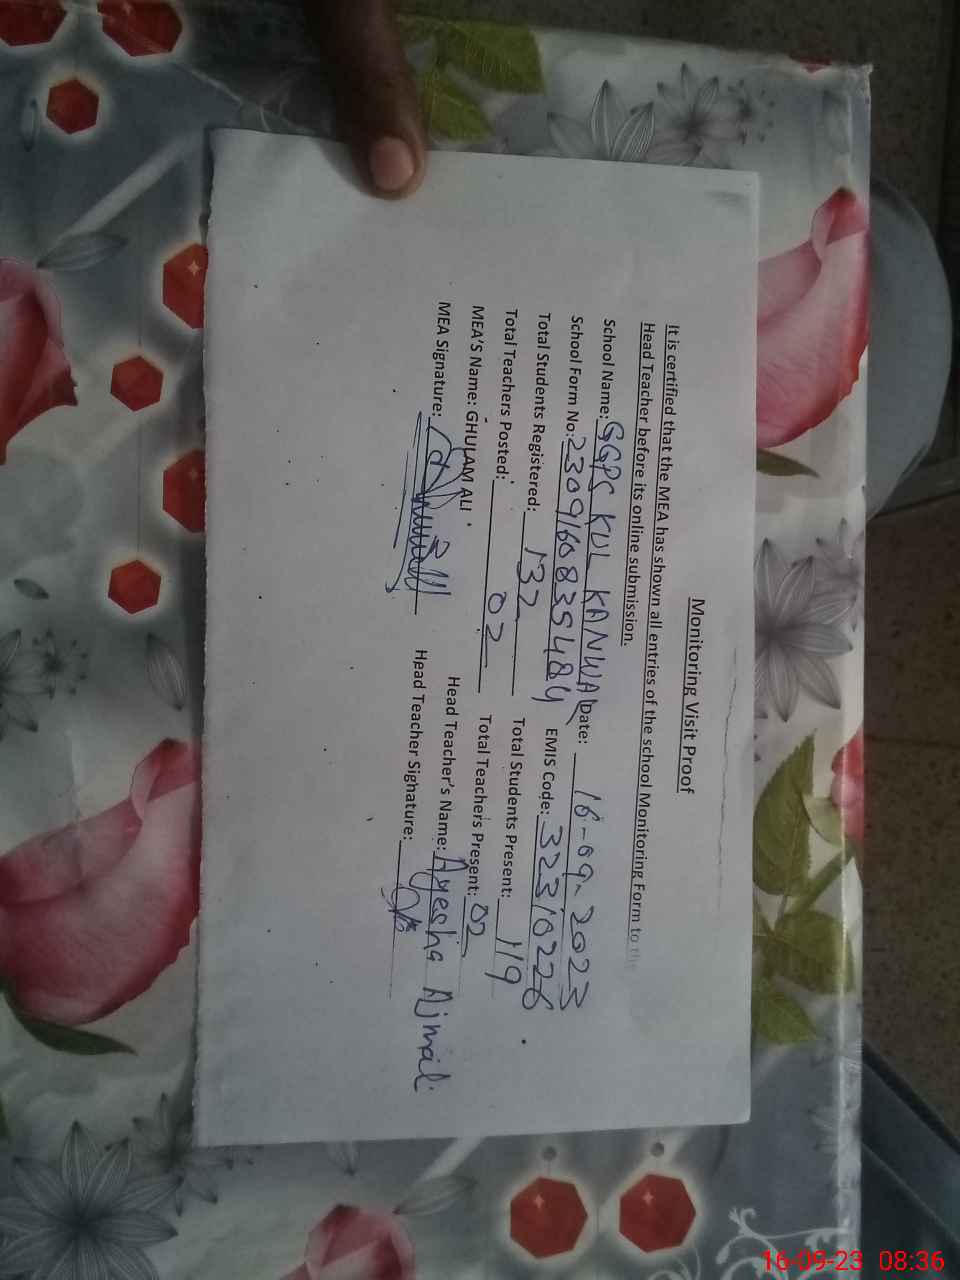 Monitoring Visit Proof
It is certified that the MEA has shown all entries of the school Monitoring Form to the
Head Teacher before its online submission.
School Name: GGPS KUL KANWAR Date: 16-09-2023
School Form No: 2309160835484 EMIS Code: 32310226
Total Students Registered: 132 Total Students Present: 119
Total Teachers Posted: 02 Total Teachers Present: 02
MEA'S Name: GHULAM ALI Head Teacher's Name: Ayesha Ajmal
MEA Signature: Head Teacher Signature:
16-09-23 08:36